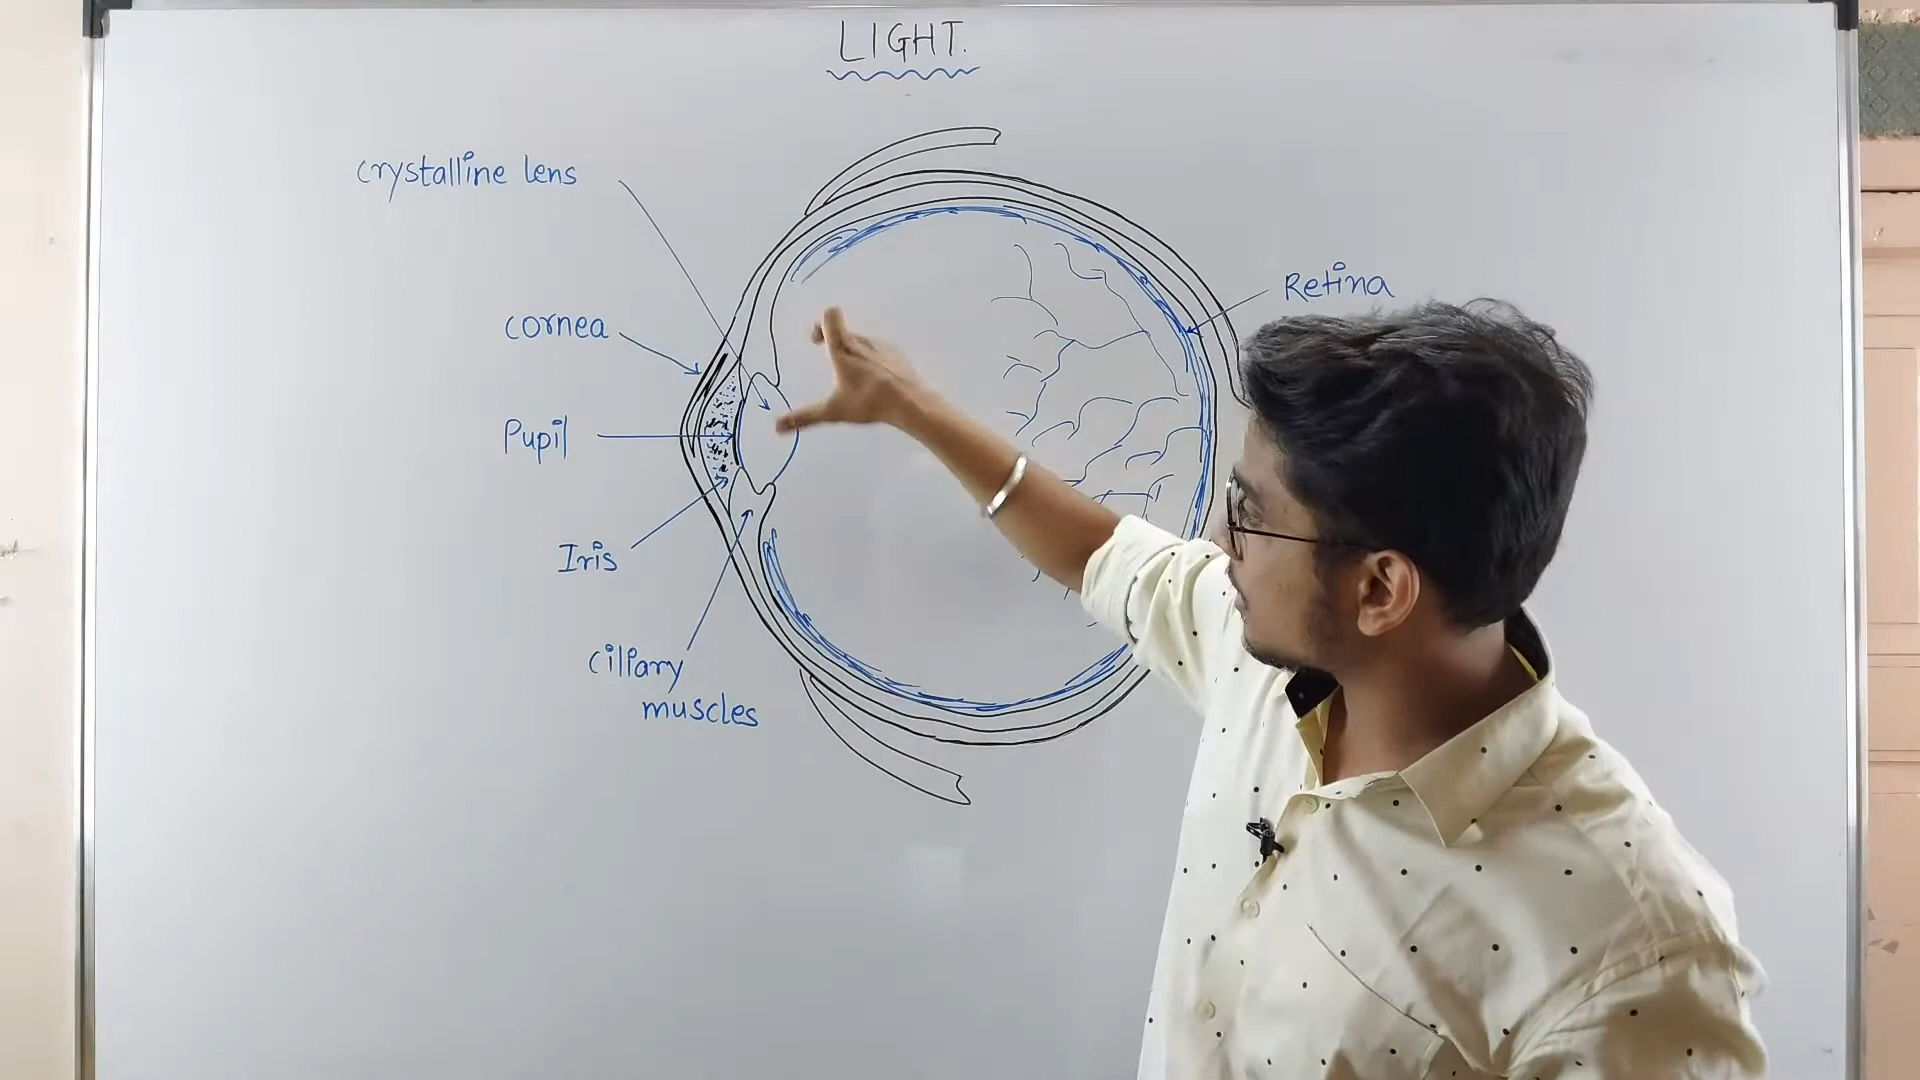 LIGHT.
crystalline lens
Retina
cornea
Pupil
Iris
ciliary
muscles